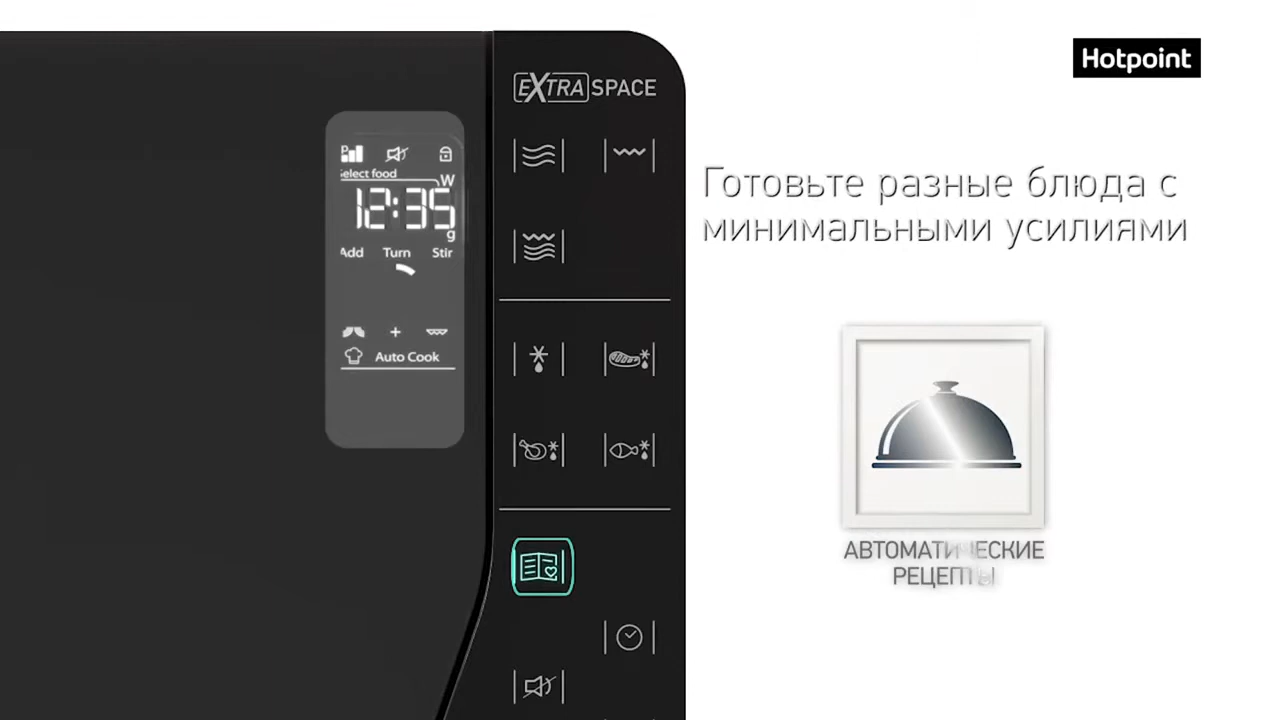 Hotpoint
EXTRA SPACE
Готовьте разные блюда с
минимальными усилиями
P
Select food
W
12:35
g
Add Turn Stir
+
Auto Cook
АВТОМАТИЧЕСКИЕ
РЕЦЕПТЫ